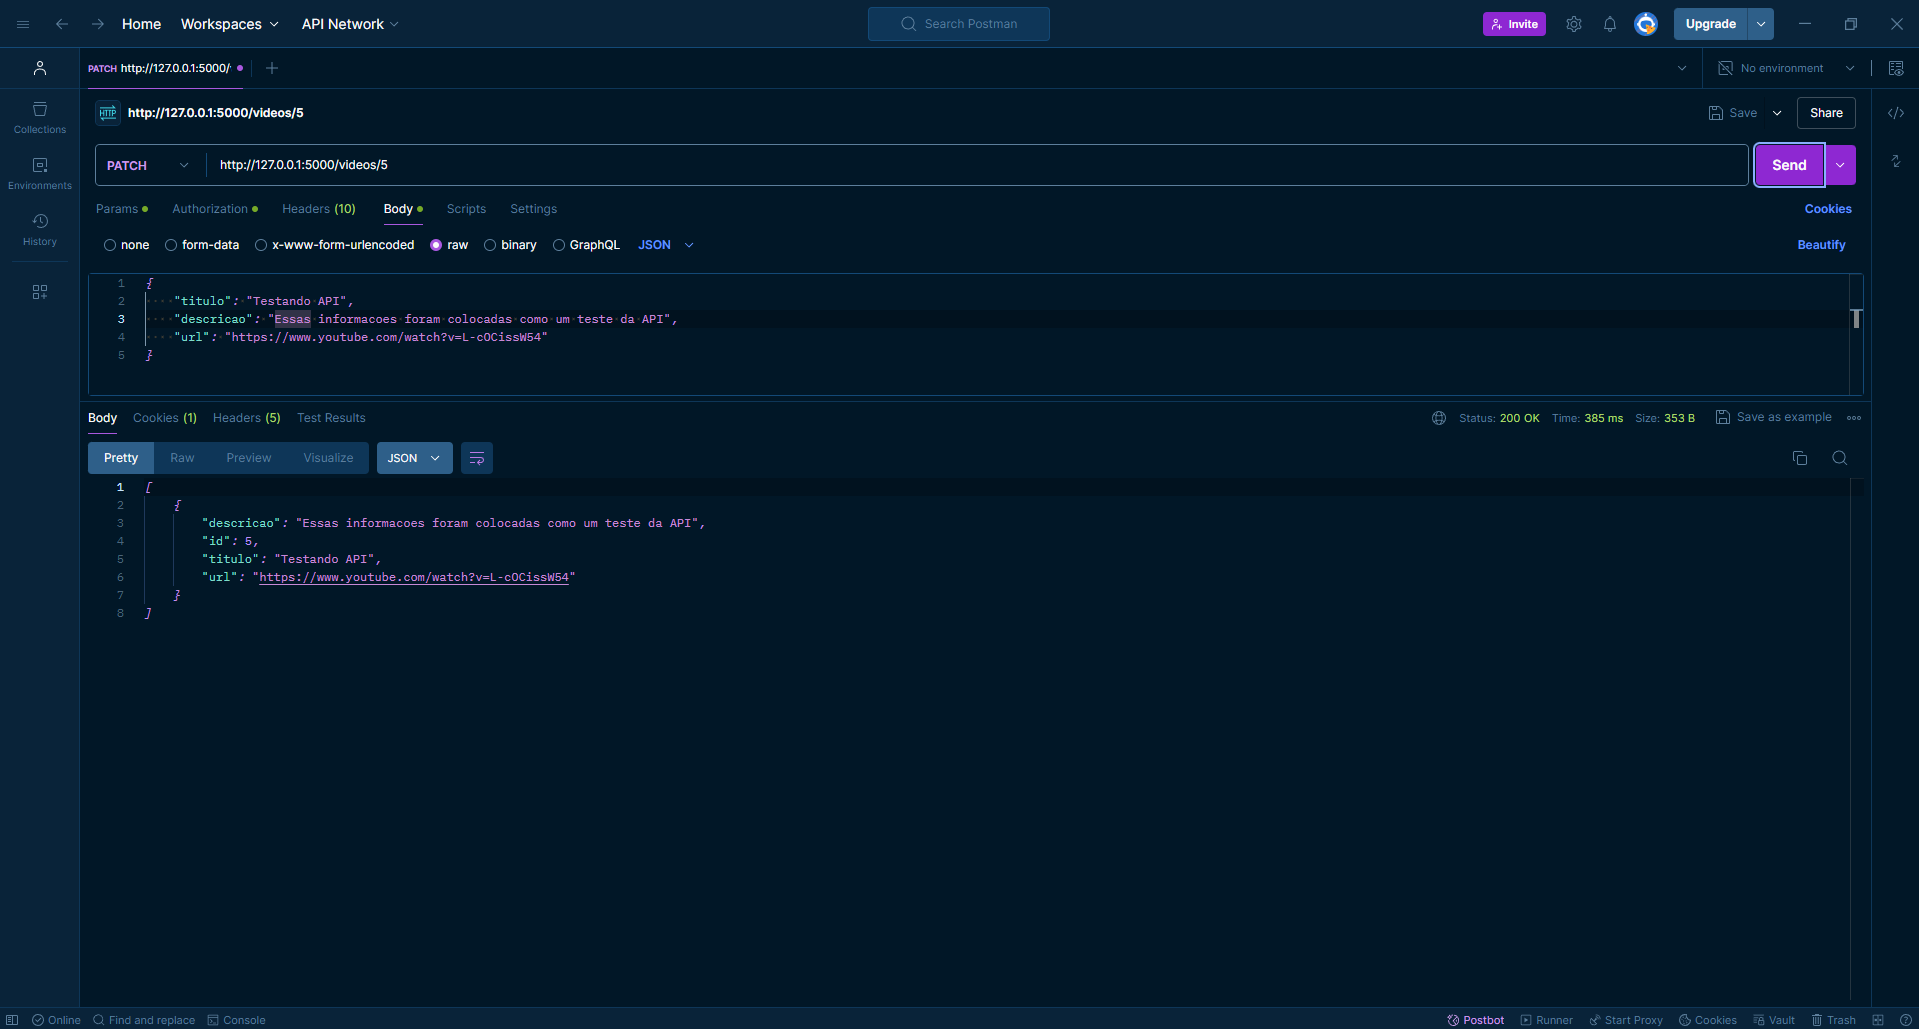 Home Workspaces API Network Search Postman Invite Upgrade
PATCH http://127.0.0.1:5000/ No environment
Collections
Environments
History
HTTP http://127.0.0.1:5000/videos/5 Save Share
PATCH http://127.0.0.1:5000/videos/5 Send
Params Authorization Headers (10) Body Scripts Settings Cookies
none form-data x-www-form-urlencoded raw binary GraphQL JSON Beautify
1 {
2 "titulo": "Testando API",
3 "descricao": "Essas informacoes foram colocadas como um teste da API",
4 "url": "https://www.youtube.com/watch?v=L-cOCissW54"
5 }
Body Cookies (1) Headers (5) Test Results Status: 200 OK Time: 385 ms Size: 353 B Save as example
Pretty Raw Preview Visualize JSON
1 [
2 {
3 "descricao": "Essas informacoes foram colocadas como um teste da API",
4 "id": 5,
5 "titulo": "Testando API",
6 "url": "https://www.youtube.com/watch?v=L-cOCissW54"
7 }
8 ]
Online Find and replace Console Postbot Runner Start Proxy Cookies Vault Trash